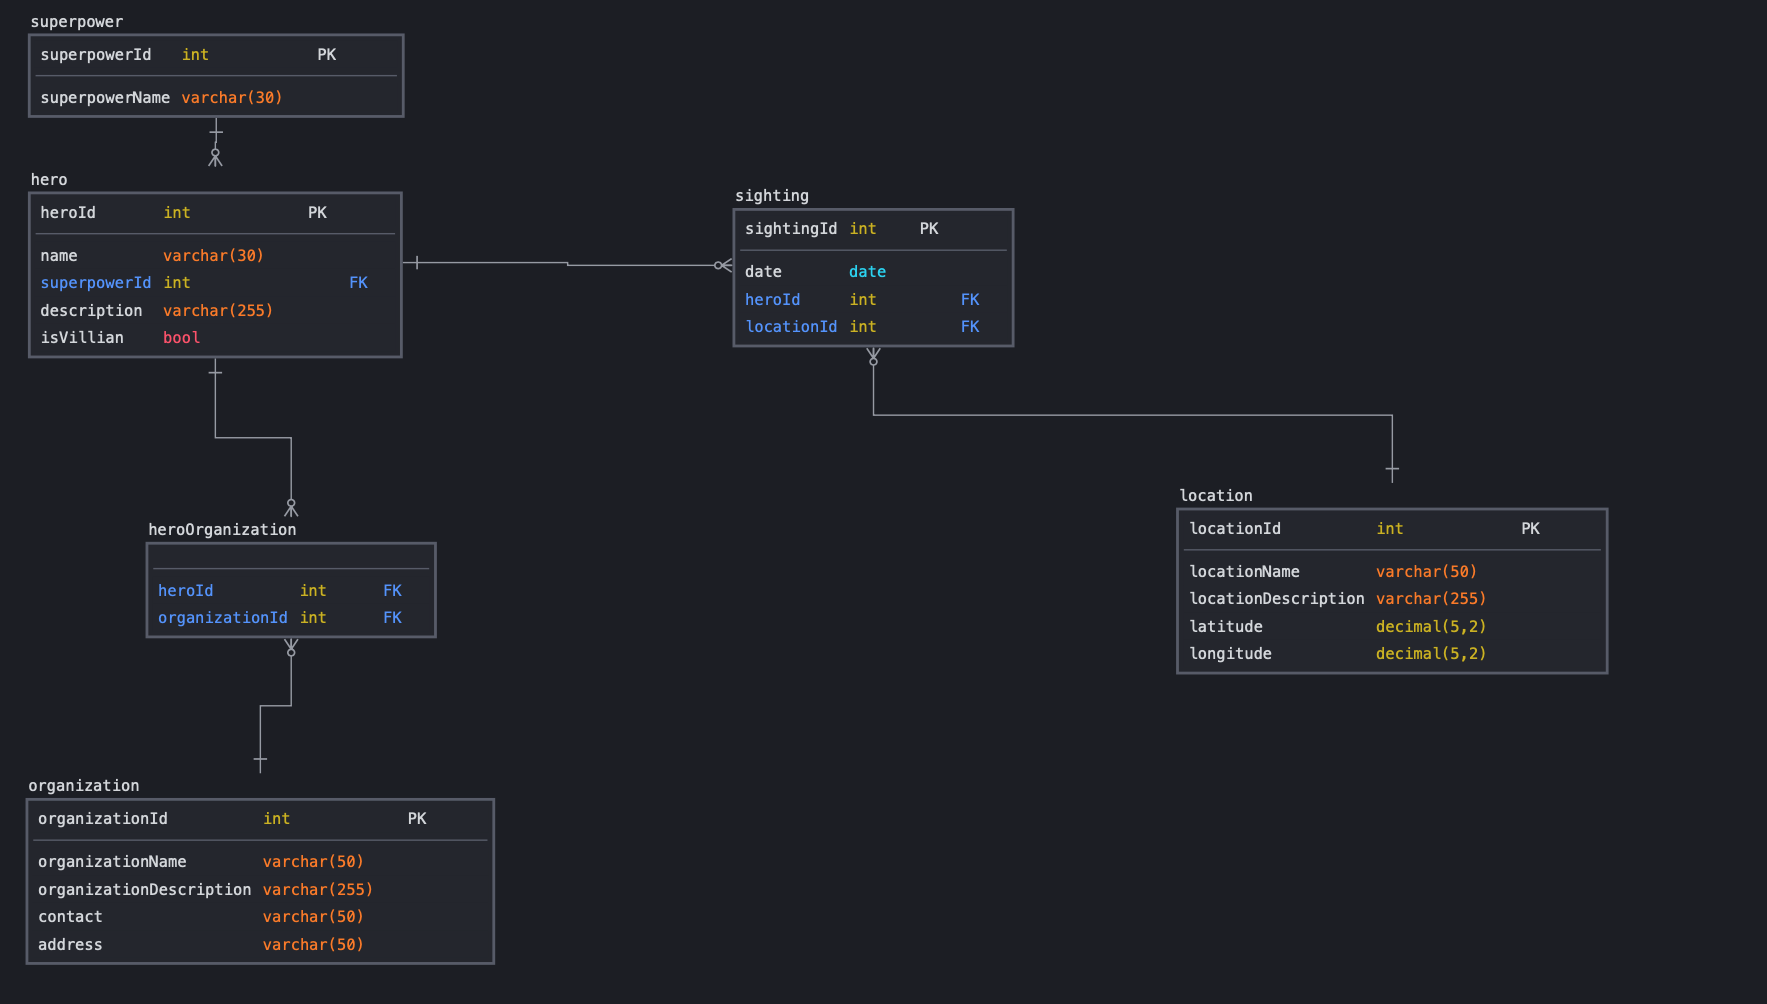 superpower
superpowerId int PK
superpowerName varchar(30)
hero
heroId int PK
name varchar(30)
superpowerId int FK
description varchar(255)
isVillian bool
sighting
sightingId int PK
date date
heroId int FK
locationId int FK
heroOrganization
heroId int FK
organizationId int FK
location
locationId int PK
locationName varchar(50)
locationDescription varchar(255)
latitude decimal(5,2)
longitude decimal(5,2)
organization
organizationId int PK
organizationName varchar(50)
organizationDescription varchar(255)
contact varchar(50)
address varchar(50)